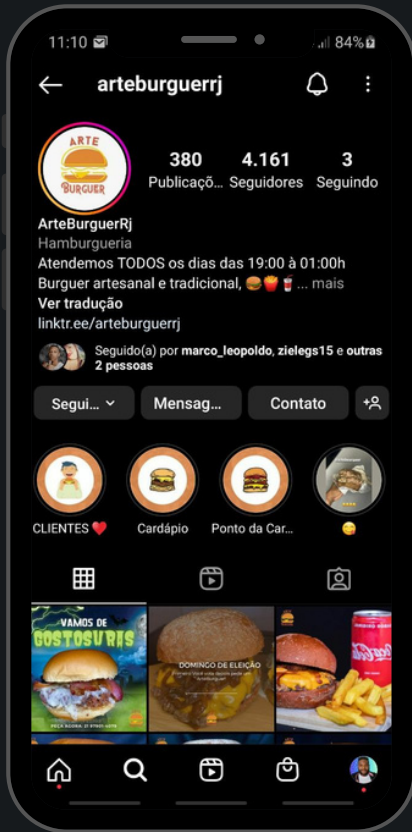 11:10
84%
arteburguerrj
ARTE
BURGUER
380 4.161 3
Publicaçõ... Seguidores Seguindo
ArteBurguerRj
Hamburgueria
Atendemos TODOS os dias das 19:00 à 01:00h
Burguer artesanal e tradicional, 🍔🍟🥤... mais
Ver tradução
linktr.ee/arteburguerrj
Seguido(a) por marco_leopoldo, zielegs15 e outras
2 pessoas
Segui... Mensag... Contato
CLIENTES ❤️ Cardápio Ponto da Car... 😋
VAMOS DE
GOSTOSURAS
DOMINGO DE ELEIÇÃO